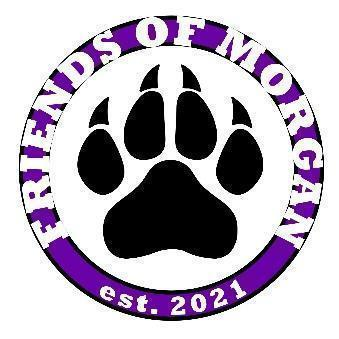 FRIENDS OF MORGAN
est. 2021